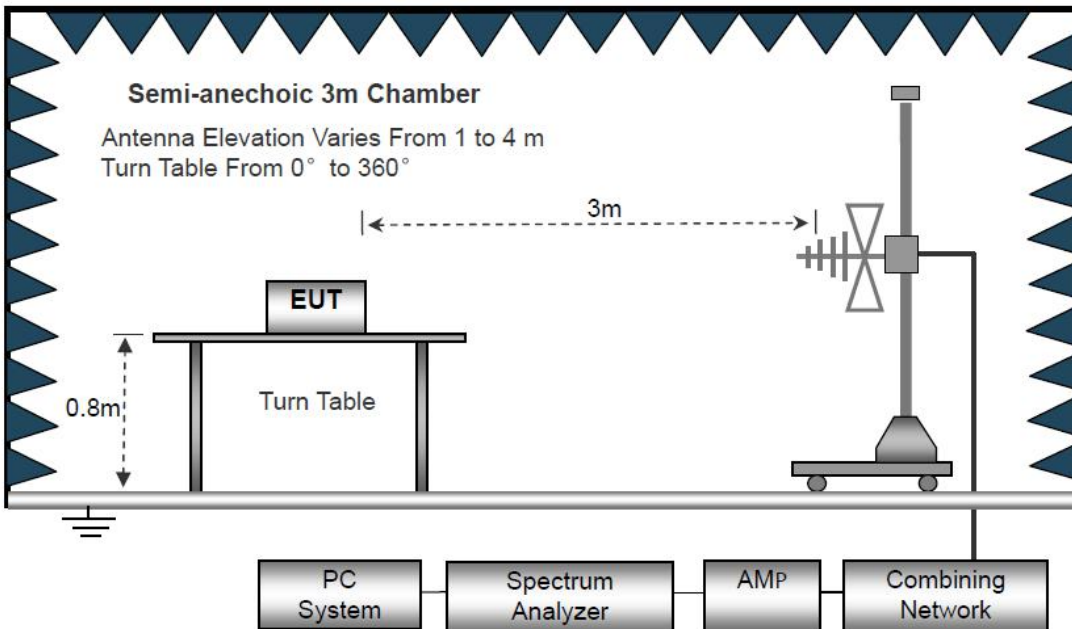 Semi-anechoic 3m Chamber
Antenna Elevation Varies From 1 to 4 m
Turn Table From 0° to 360°
3m
EUT
0.8m
Turn Table
PC
System
Spectrum
Analyzer
AMP
Combining
Network